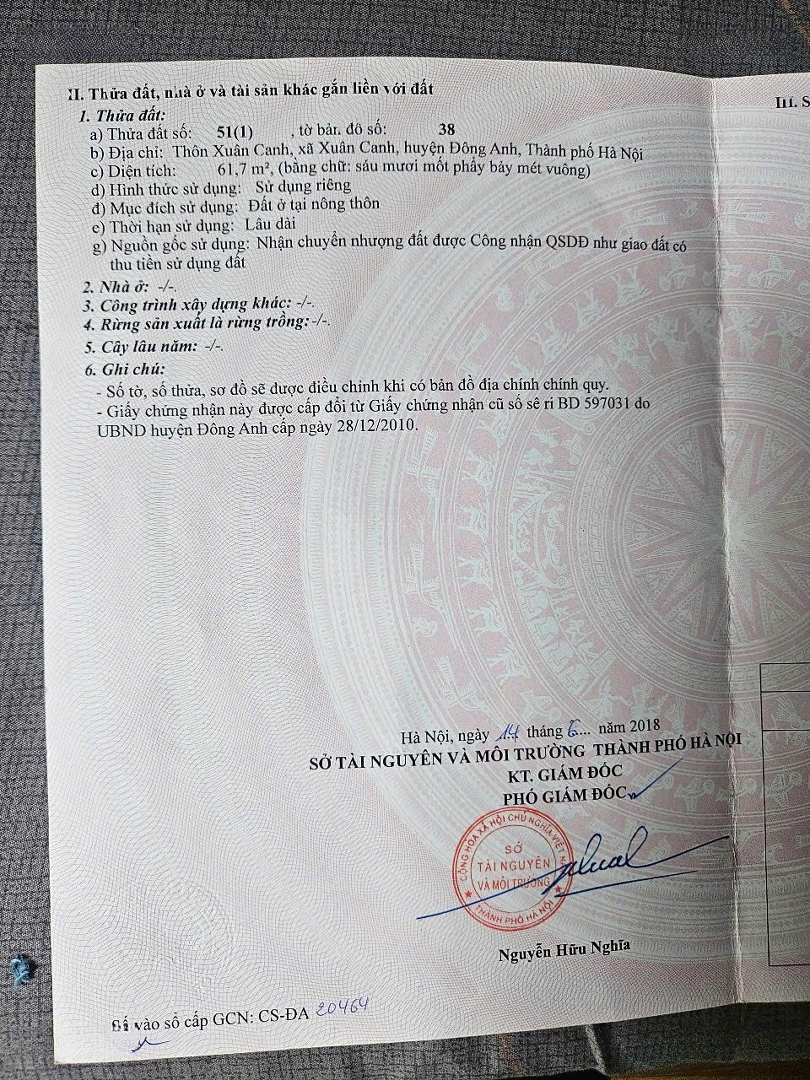 II. Thửa đất, nhà ở và tài sản khác gắn liền với đất
III. S
1. Thửa đất:
a) Thửa đất số: 51(1) , tờ bản đồ số: 38
b) Địa chỉ: Thôn Xuân Canh, xã Xuân Canh, huyện Đông Anh, Thành phố Hà Nội
c) Diện tích: 61,7 m², (bằng chữ: sáu mươi mốt phẩy bảy mét vuông)
d) Hình thức sử dụng: Sử dụng riêng
đ) Mục đích sử dụng: Đất ở tại nông thôn
e) Thời hạn sử dụng: Lâu dài
g) Nguồn gốc sử dụng: Nhận chuyển nhượng đất được Công nhận QSDĐ như giao đất có
thu tiền sử dụng đất
2. Nhà ở: -/-.
3. Công trình xây dựng khác: -/-.
4. Rừng sản xuất là rừng trồng:-/-.
5. Cây lâu năm: -/-.
6. Ghi chú:
- Số tờ, số thửa, sơ đồ sẽ được điều chỉnh khi có bản đồ địa chính chính quy.
- Giấy chứng nhận này được cấp đổi từ Giấy chứng nhận cũ số sê ri BD 597031 do
UBND huyện Đông Anh cấp ngày 28/12/2010.
Hà Nội, ngày 14 tháng 6... năm 2018
SỞ TÀI NGUYÊN VÀ MÔI TRƯỜNG THÀNH PHỐ HÀ NỘI
KT. GIÁM ĐỐC
PHÓ GIÁM ĐỐC
CỘNG HÒA XÃ HỘI CHỦ NGHĨA VIỆT NAM
SỞ
TÀI NGUYÊN
VÀ MÔI TRƯỜNG
THÀNH PHỐ HÀ NỘI
Nguyễn Hữu Nghĩa
Số vào sổ cấp GCN: CS-ĐA 20464